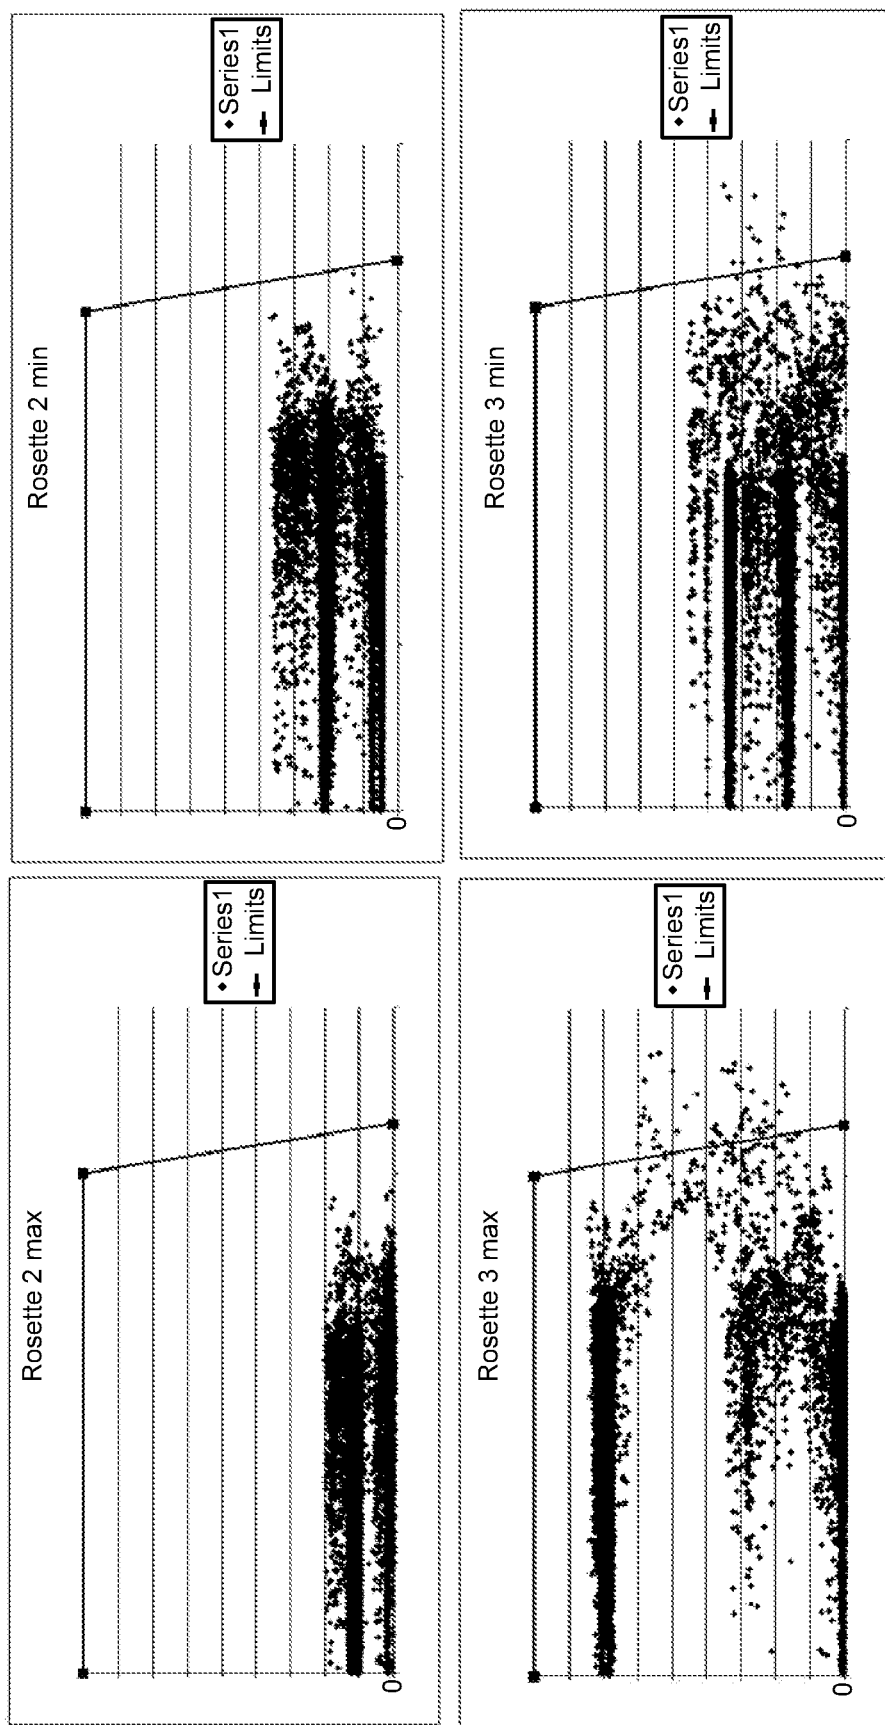 Rosette 2 max
Series1
Limits
0
Rosette 2 min
Series1
Limits
0
Rosette 3 max
Series1
Limits
0
Rosette 3 min
Series1
Limits
0